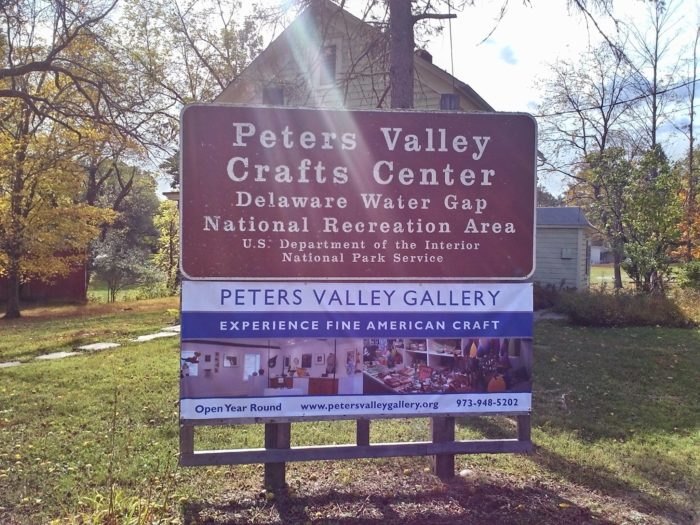 Peters Valley
Crafts Center
Delaware Water Gap
National Recreation Area
U.S. Department of the Interior
National Park Service
PETERS VALLEY GALLERY
EXPERIENCE FINE AMERICAN CRAFT
Open Year Round www.petersvalleygallery.org 973-948-5202